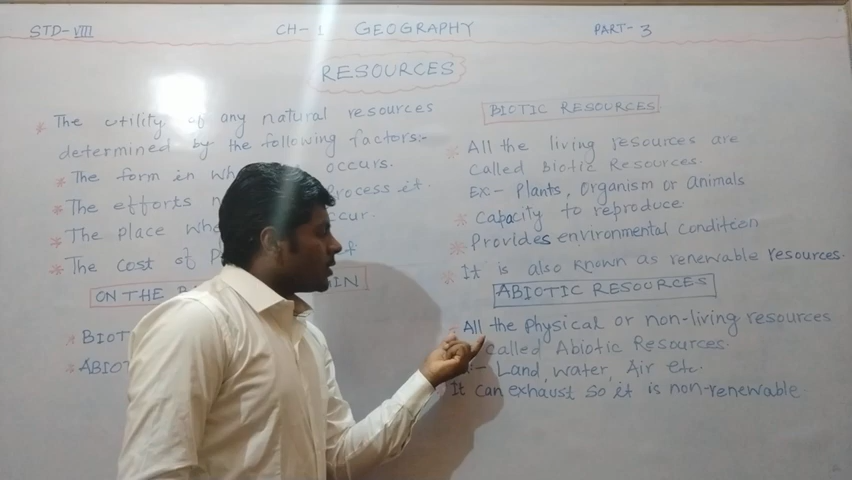 STD-VIII CH-1 GEOGRAPHY PART-3
RESOURCES
* The utility of any natural resources
determined by the following factors:-
* The form in occurs.
* The efforts process it.
* The place
* The cost of
ON THE
* BIOT
* ABIOT
BIOTIC RESOURCES
* All the living resources are
called Biotic Resources.
Ex:- Plants, Organism or animals
* Capacity to reproduce.
* Provides environmental condition
* It is also known as renewable resources.
ABIOTIC RESOURCES
* All the Physical or non-living resources
called Abiotic Resources.
:- Land, water, Air etc.
It can exhaust so it is non-renewable.